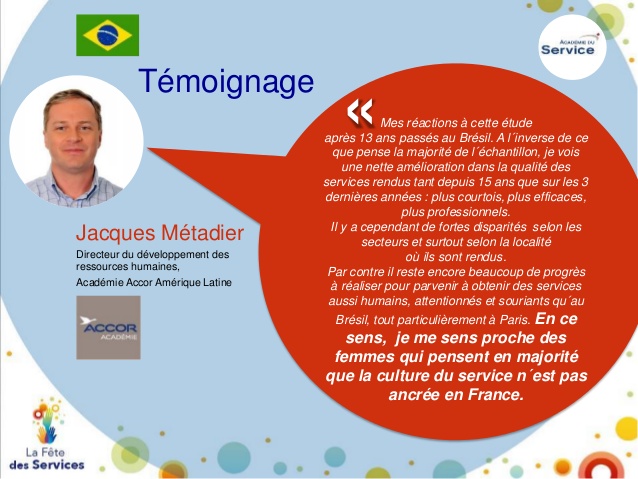 ACADÉMIE DU
Service
Témoignage
«
Mes réactions à cette étude
après 13 ans passés au Brésil. A l´inverse de ce
que pense la majorité de l´échantillon, je vois
une nette amélioration dans la qualité des
services rendus tant depuis 15 ans que sur les 3
dernières années : plus courtois, plus efficaces,
plus professionnels.
Il y a cependant de fortes disparités selon les
secteurs et surtout selon la localité
où ils sont rendus.
Par contre il reste encore beaucoup de progrès
à réaliser pour parvenir à obtenir des services
aussi humains, attentionnés et souriants qu´au
Brésil, tout particulièrement à Paris. En ce
sens, je me sens proche des
femmes qui pensent en majorité
que la culture du service n´est pas
ancrée en France.
Jacques Métadier
Directeur du développement des
ressources humaines,
Académie Accor Amérique Latine
ACCOR
ACADÉMIE
La Fête
des Services